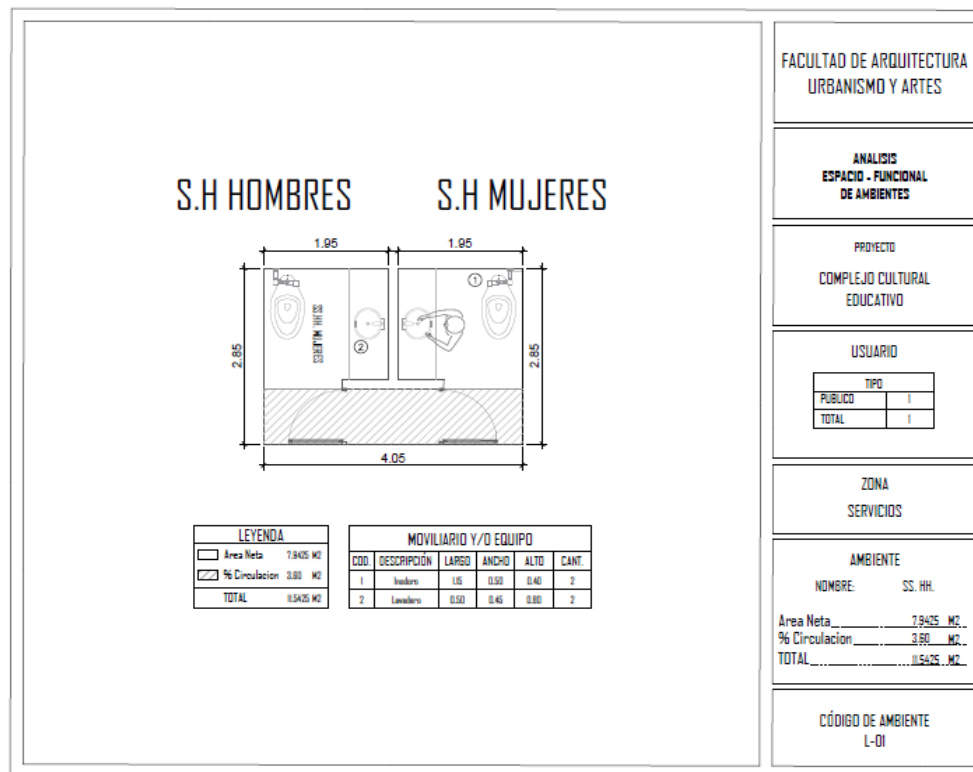 S.H HOMBRES
S.H MUJERES
1.95
1.95
1
SS.HH. MUJERES
2
2.85
2.85
4.05
LEYENDA
Area Neta 7.9425 M2
% Circulacion 3.60 M2
TOTAL 11.5425 M2
MOVILIARIO Y/O EQUIPO
COD. DESCRIPCIÓN LARGO ANCHO ALTO CANT.
1 Inodoro 1.15 0.50 0.40 2
2 Lavadero 0.50 0.45 0.80 2
FACULTAD DE ARQUITECTURA
URBANISMO Y ARTES
ANALISIS
ESPACIO - FUNCIONAL
DE AMBIENTES
PROYECTO
COMPLEJO CULTURAL
EDUCATIVO
USUARIO
TIPO
PUBLICO 1
TOTAL 1
ZONA
SERVICIOS
AMBIENTE
NOMBRE: SS. HH.
Area Neta 7.9425 M2
% Circulacion 3.60 M2
TOTAL 11.5425 M2
CÓDIGO DE AMBIENTE
L-01